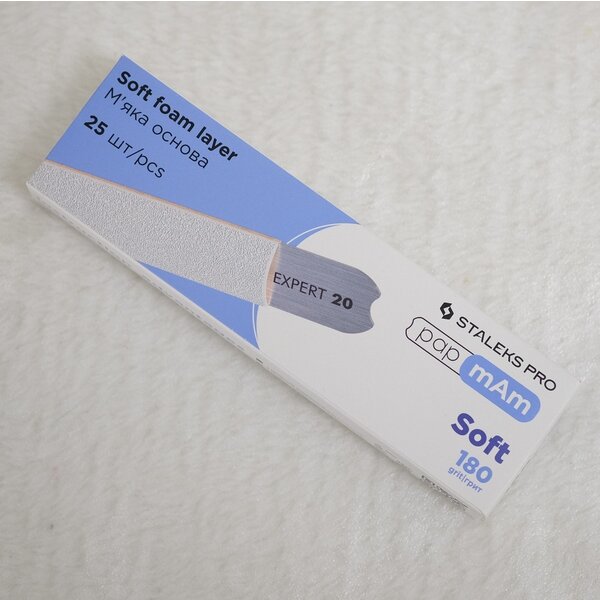 Soft foam layer
М'яка основа
25 шт/pcs
EXPERT 20
STALEKS PRO
pap
mAm
Soft
180
grit/грит